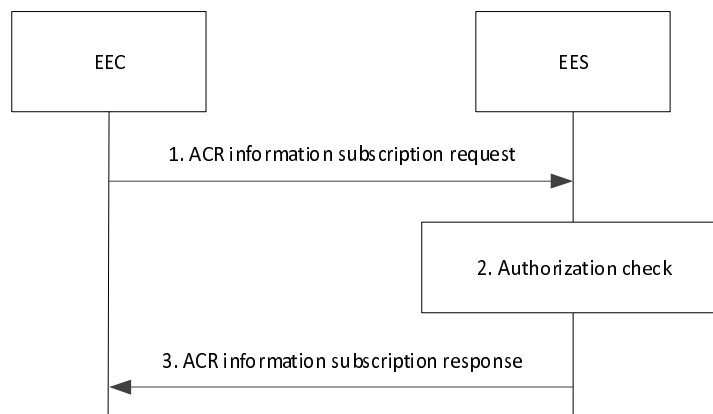 EEC
EES
1. ACR information subscription request
2. Authorization check
3. ACR information subscription response